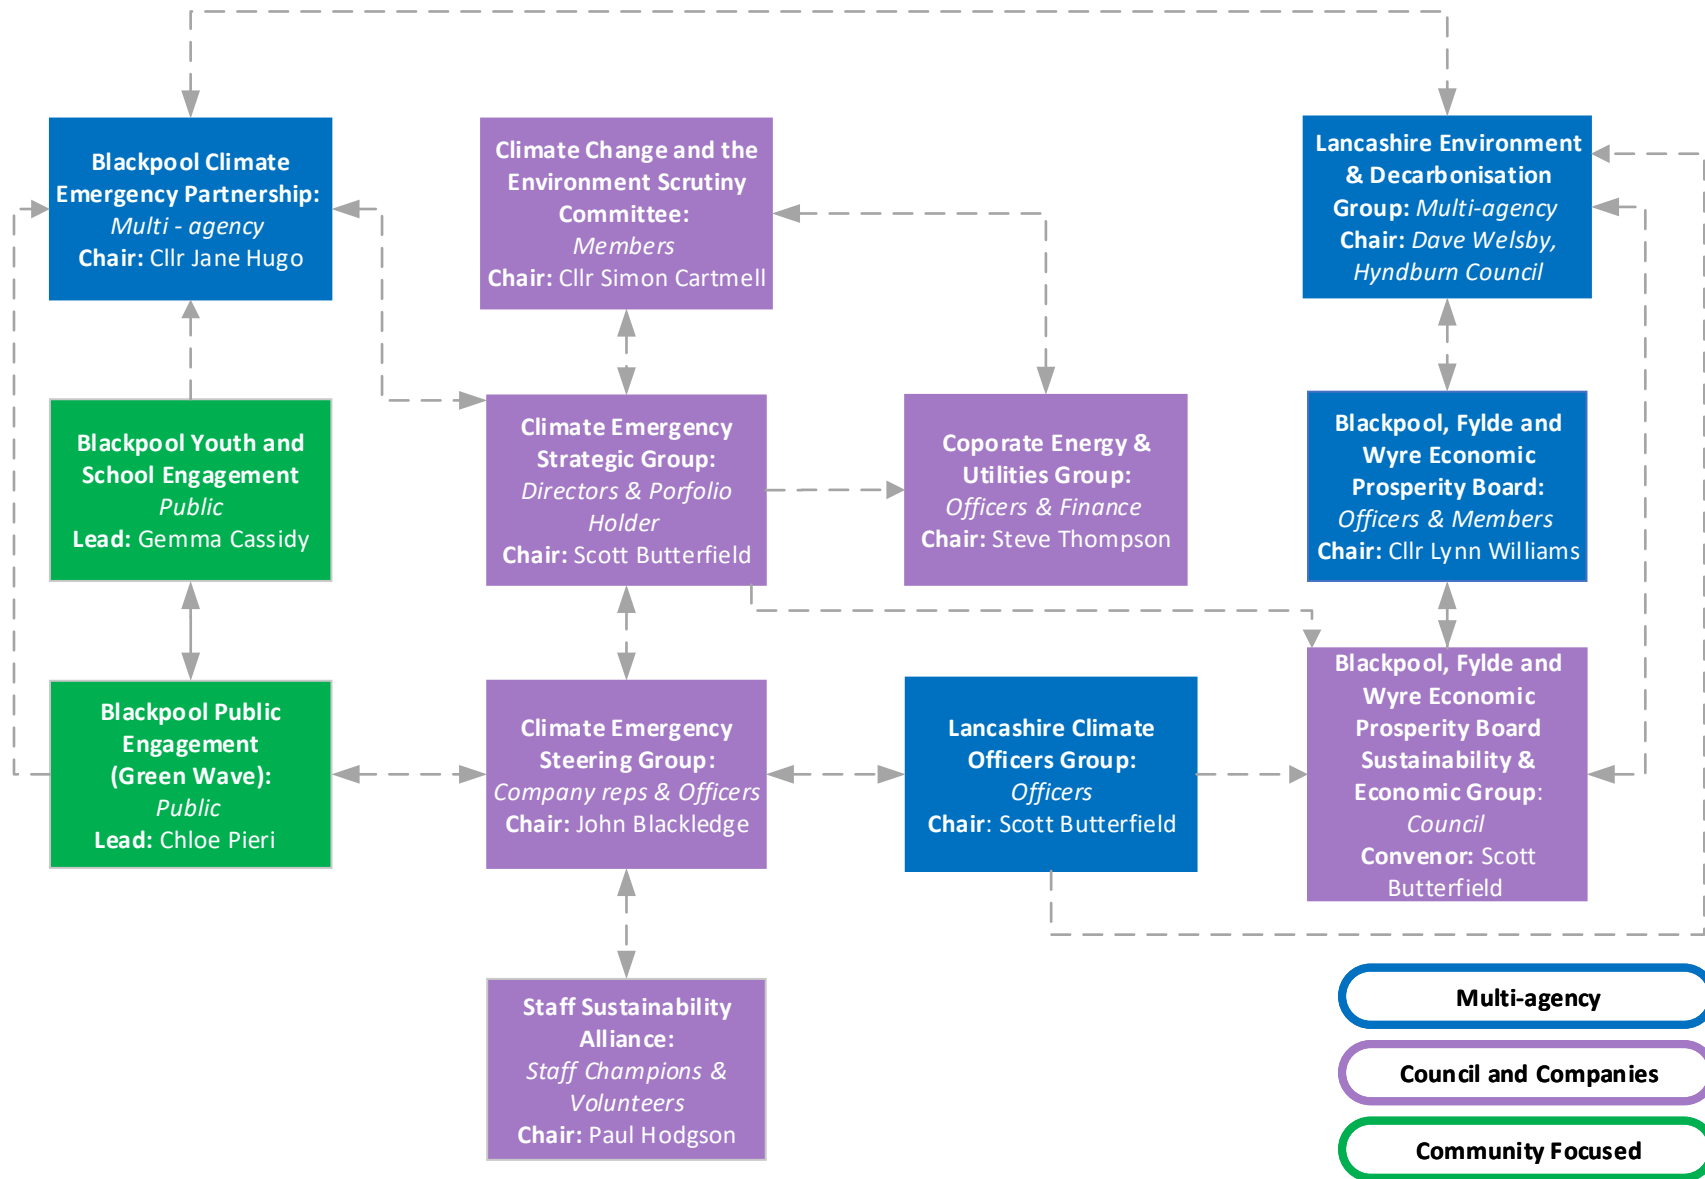 Blackpool Climate
Emergency Partnership:
Multi - agency
Chair: Cllr Jane Hugo
Climate Change and the
Environment Scrutiny
Committee:
Members
Chair: Cllr Simon Cartmell
Lancashire Environment
& Decarbonisation
Group: Multi-agency
Chair: Dave Welsby,
Hyndburn Council
Blackpool Youth and
School Engagement
Public
Lead: Gemma Cassidy
Climate Emergency
Strategic Group:
Directors & Porfolio
Holder
Chair: Scott Butterfield
Coporate Energy &
Utilities Group:
Officers & Finance
Chair: Steve Thompson
Blackpool, Fylde and
Wyre Economic
Prosperity Board:
Officers & Members
Chair: Cllr Lynn Williams
Blackpool Public
Engagement
(Green Wave):
Public
Lead: Chloe Pieri
Climate Emergency
Steering Group:
Company reps & Officers
Chair: John Blackledge
Lancashire Climate
Officers Group:
Officers
Chair: Scott Butterfield
Blackpool, Fylde and
Wyre Economic
Prosperity Board
Sustainability &
Economic Group:
Council
Convenor: Scott
Butterfield
Staff Sustainability
Alliance:
Staff Champions &
Volunteers
Chair: Paul Hodgson
Multi-agency
Council and Companies
Community Focused